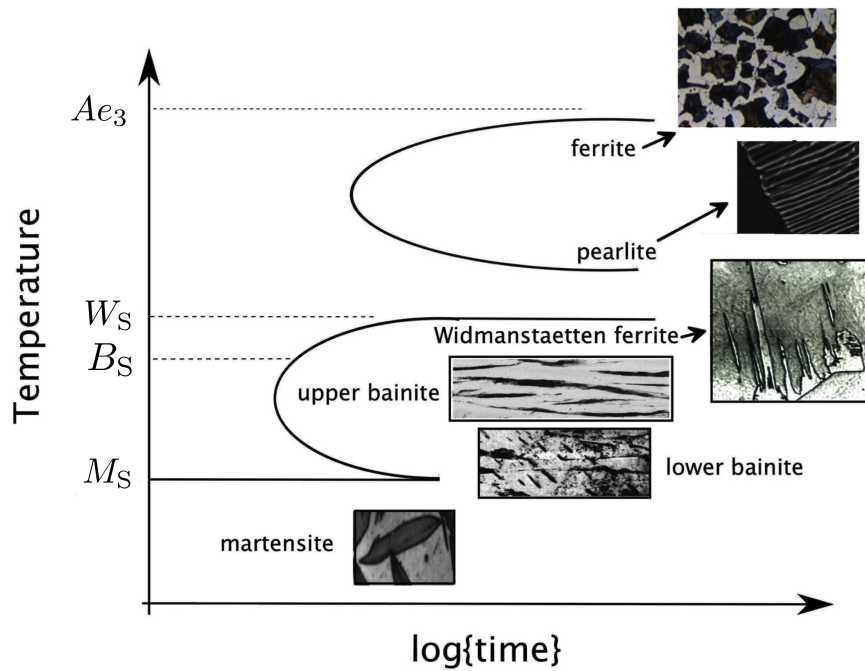 Ae3
ferrite
pearlite
WS
Widmanstaetten ferrite
BS
upper bainite
lower bainite
MS
martensite
Temperature
log{time}